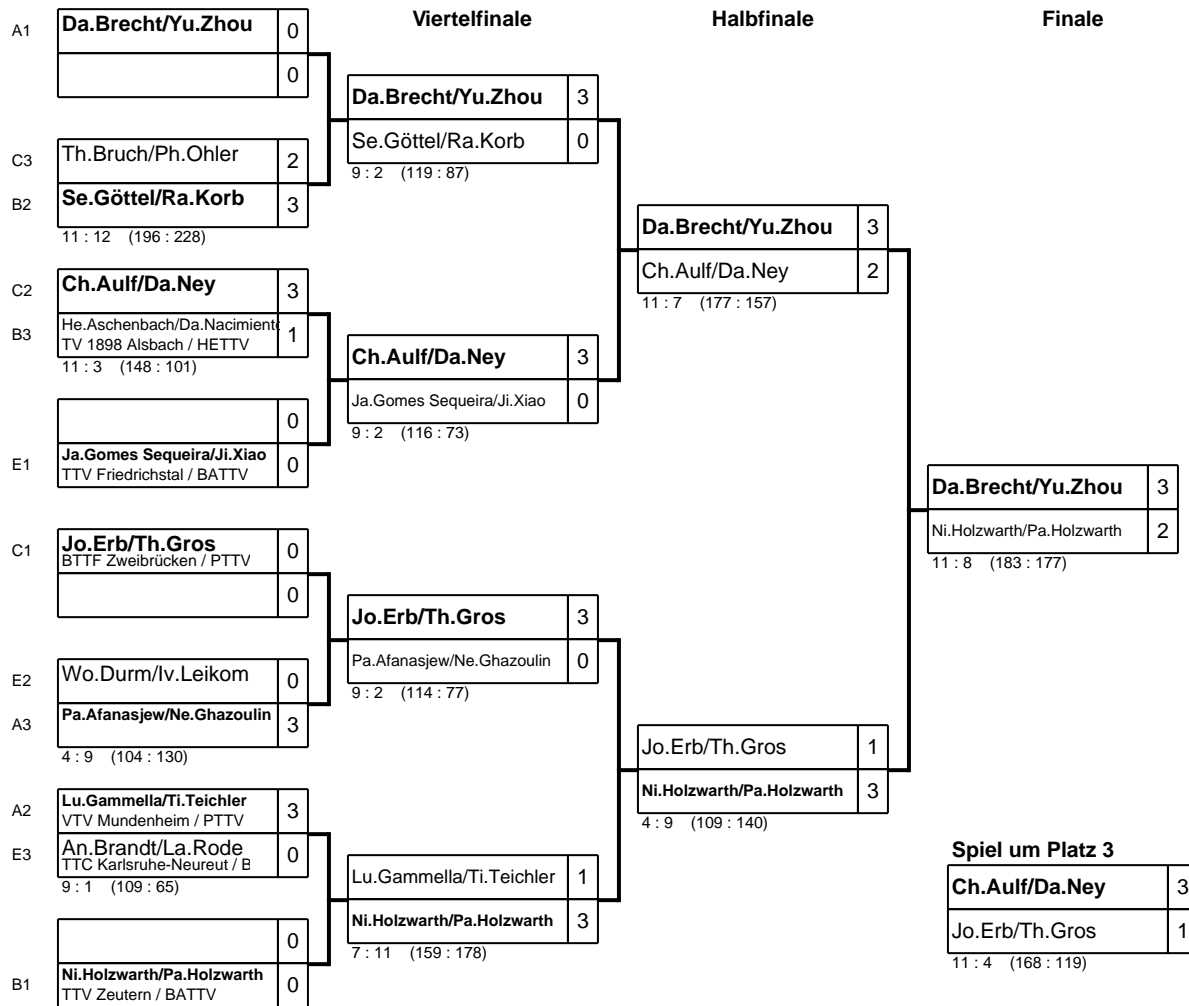 Viertelfinale
Halbfinale
Finale
A1 Da.Brecht/Yu.Zhou 0
0
C3 Th.Bruch/Ph.Ohler 2
B2 Se.Göttel/Ra.Korb 3
11 : 12 (196 : 228)
C2 Ch.Aulf/Da.Ney 3
B3 He.Aschenbach/Da.Nacimiento 1
TV 1898 Alsbach / HETTV
11 : 3 (148 : 101)
0
E1 Ja.Gomes Sequeira/Ji.Xiao 0
TTV Friedrichstal / BATTV
C1 Jo.Erb/Th.Gros 0
BTTF Zweibrücken / PTTV
0
E2 Wo.Durm/Iv.Leikom 0
A3 Pa.Afanasjew/Ne.Ghazoulin 3
4 : 9 (104 : 130)
A2 Lu.Gammella/Ti.Teichler 3
VTV Mundenheim / PTTV
E3 An.Brandt/La.Rode 0
TTC Karlsruhe-Neureut / B
9 : 1 (109 : 65)
0
B1 Ni.Holzwarth/Pa.Holzwarth 0
TTV Zeutern / BATTV
Da.Brecht/Yu.Zhou 3
Se.Göttel/Ra.Korb 0
9 : 2 (119 : 87)
Ch.Aulf/Da.Ney 3
Ja.Gomes Sequeira/Ji.Xiao 0
9 : 2 (116 : 73)
Jo.Erb/Th.Gros 3
Pa.Afanasjew/Ne.Ghazoulin 0
9 : 2 (114 : 77)
Lu.Gammella/Ti.Teichler 1
Ni.Holzwarth/Pa.Holzwarth 3
7 : 11 (159 : 178)
Da.Brecht/Yu.Zhou 3
Ch.Aulf/Da.Ney 2
11 : 7 (177 : 157)
Jo.Erb/Th.Gros 1
Ni.Holzwarth/Pa.Holzwarth 3
4 : 9 (109 : 140)
Da.Brecht/Yu.Zhou 3
Ni.Holzwarth/Pa.Holzwarth 2
11 : 8 (183 : 177)
Spiel um Platz 3
Ch.Aulf/Da.Ney 3
Jo.Erb/Th.Gros 1
11 : 4 (168 : 119)